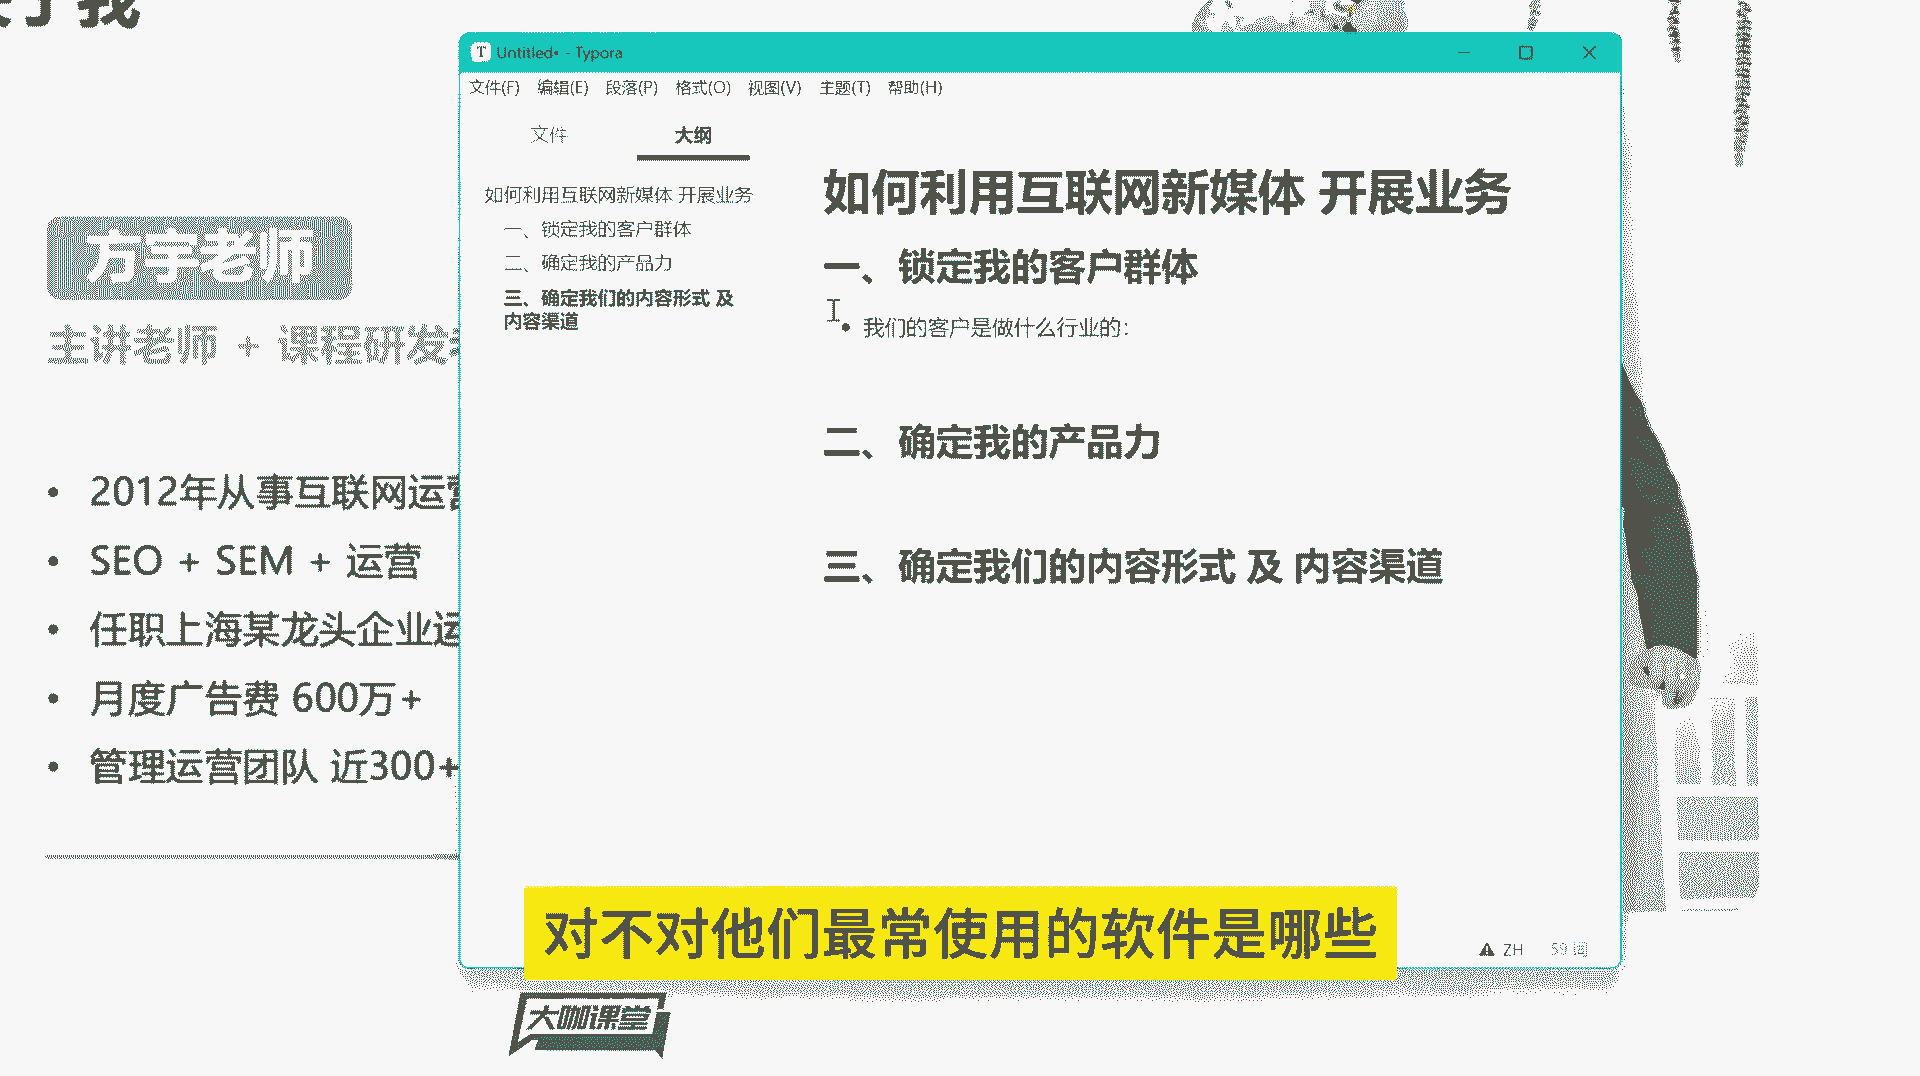 我
方宇老师
主讲老师 + 课程研发
2012年从事互联网运营
SEO + SEM + 运营
任职上海某龙头企业运
月度广告费 600万+
管理运营团队 近300+
Untitled• - Typora
文件(F) 编辑(E) 段落(P) 格式(O) 视图(V) 主题(T) 帮助(H)
文件 大纲
如何利用互联网新媒体 开展业务
一、锁定我的客户群体
二、确定我的产品力
三、确定我们的内容形式 及
内容渠道
如何利用互联网新媒体 开展业务
一、锁定我的客户群体
我们的客户是做什么行业的：
二、确定我的产品力
三、确定我们的内容形式 及 内容渠道
ZH 59 词
对不对他们最常使用的软件是哪些
大咖课堂